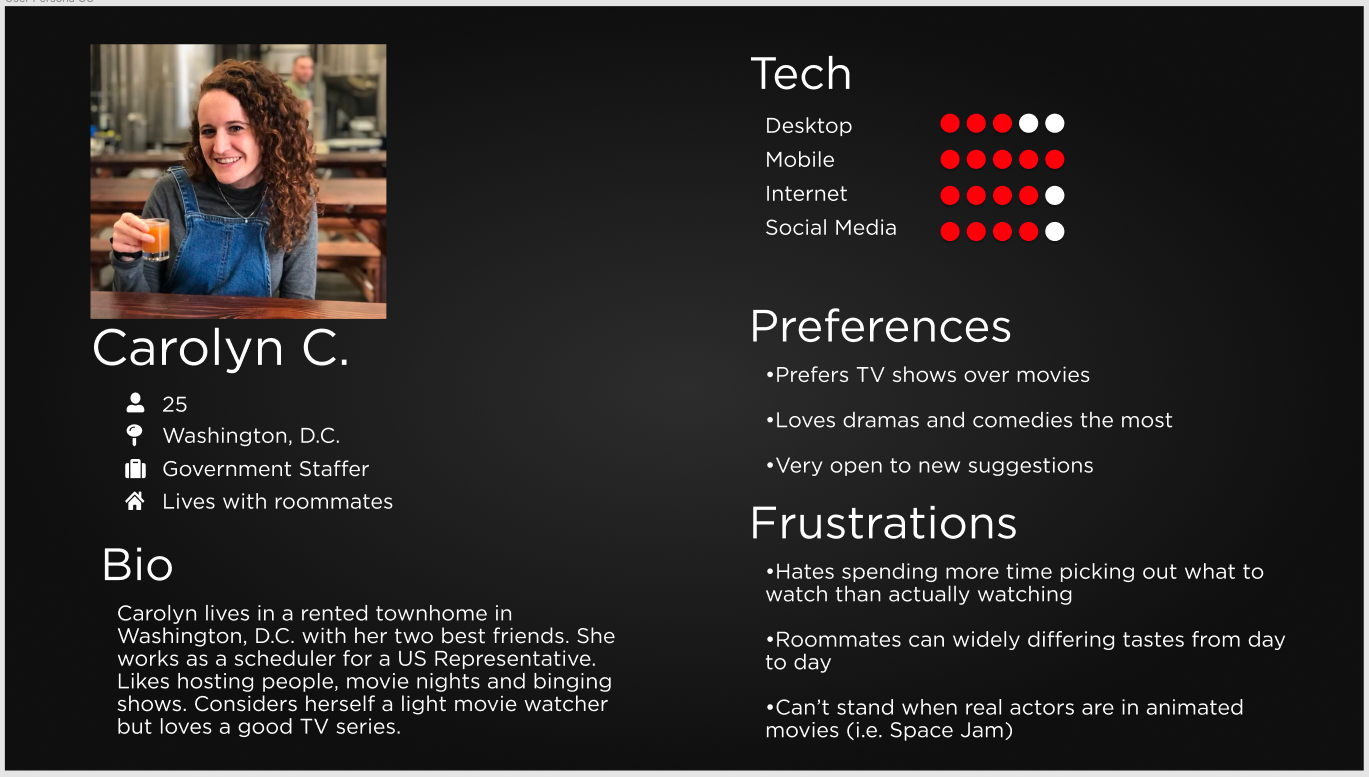 Carolyn C.
25
Washington, D.C.
Government Staffer
Lives with roommates
Bio
Carolyn lives in a rented townhome in
Washington, D.C. with her two best friends. She
works as a scheduler for a US Representative.
Likes hosting people, movie nights and binging
shows. Considers herself a light movie watcher
but loves a good TV series.
Tech
Desktop
Mobile
Internet
Social Media
Preferences
•Prefers TV shows over movies
•Loves dramas and comedies the most
•Very open to new suggestions
Frustrations
•Hates spending more time picking out what to
watch than actually watching
•Roommates can widely differing tastes from day
to day
•Can’t stand when real actors are in animated
movies (i.e. Space Jam)